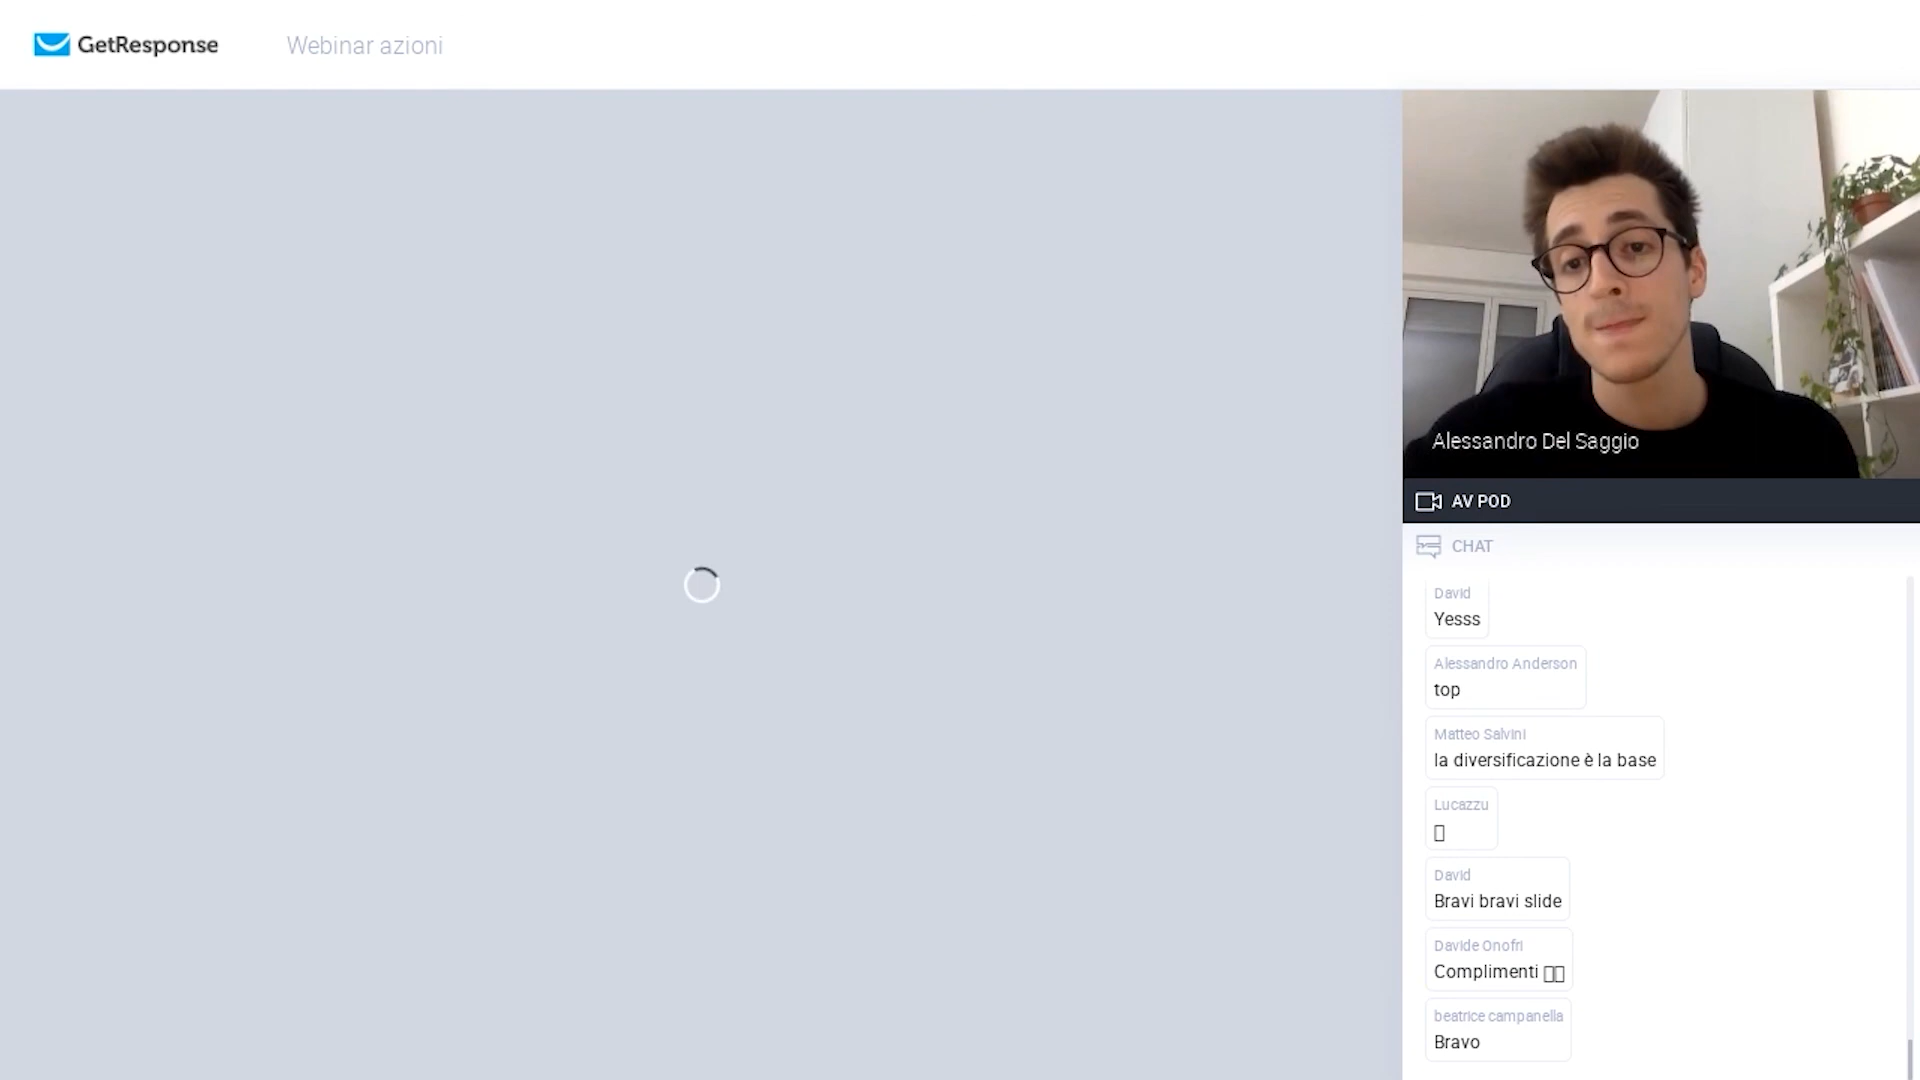 GetResponse
Webinar azioni
Alessandro Del Saggio
AV POD
CHAT
David
Yesss
Alessandro Anderson
top
Matteo Salvini
la diversificazione è la base
Lucazzu
David
Bravi bravi slide
Davide Onofri
Complimenti
beatrice campanella
Bravo